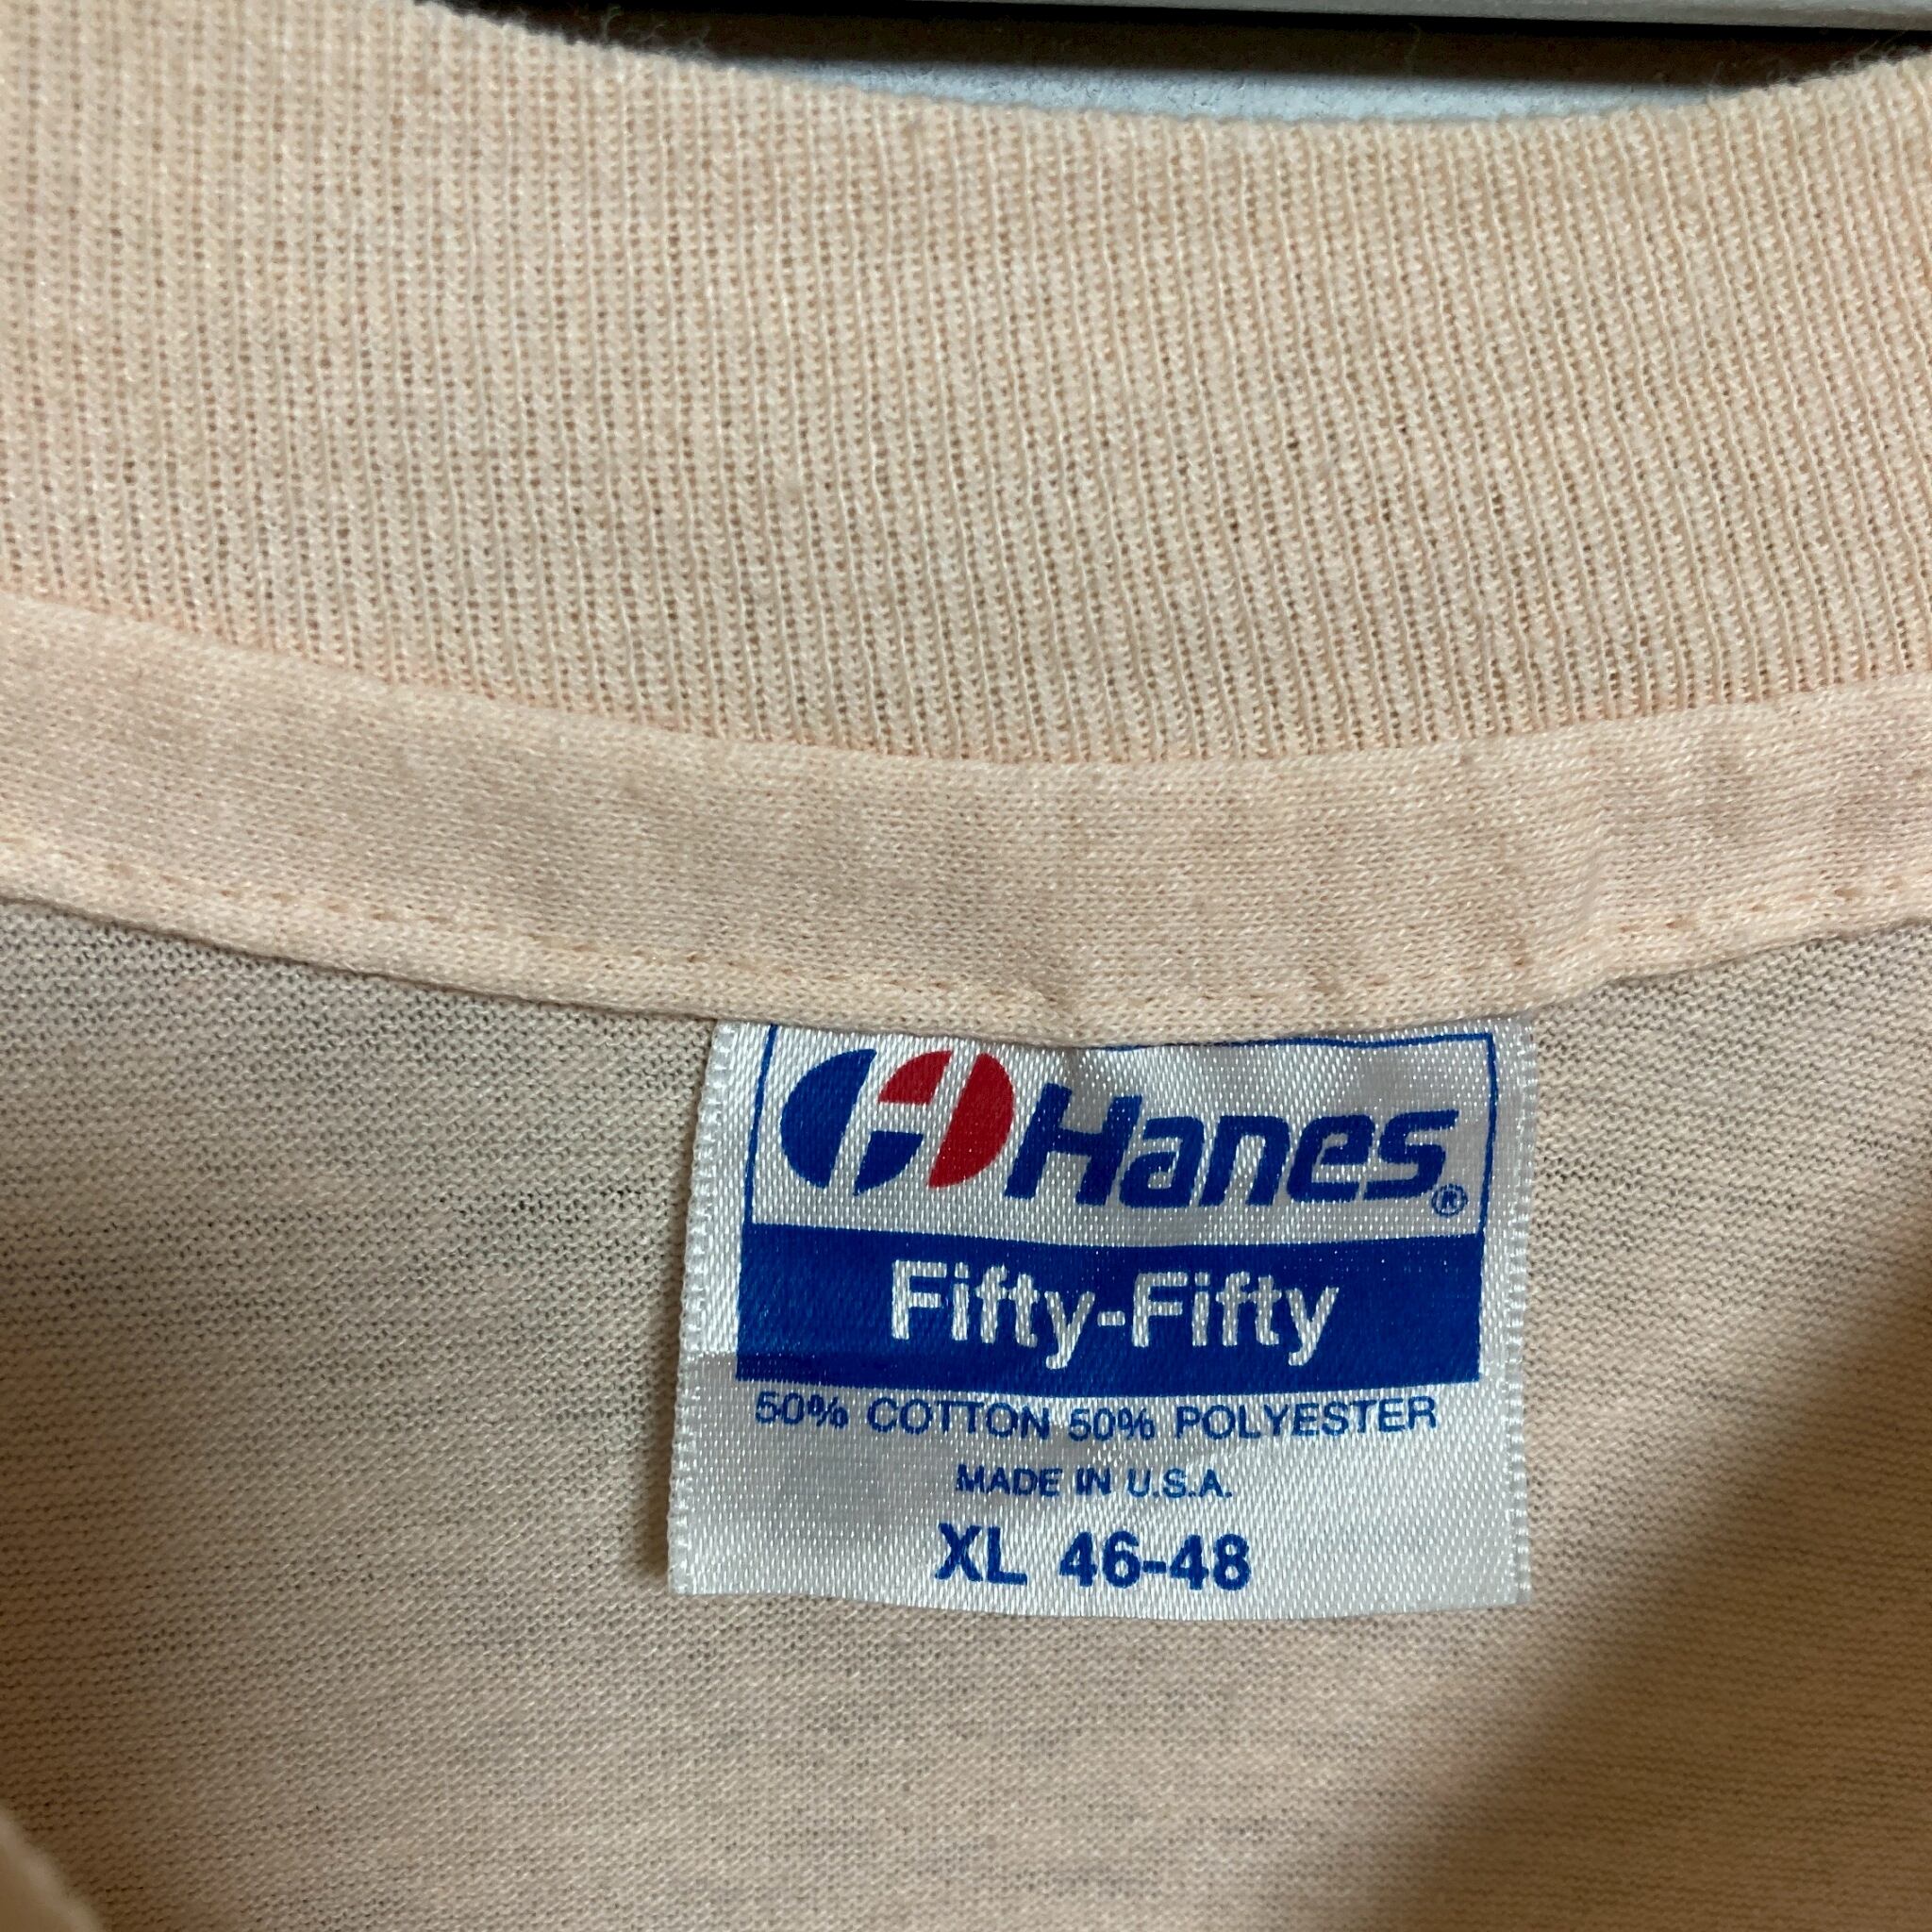 Hanes®
Fifty-Fifty
50% COTTON 50% POLYESTER
MADE IN U.S.A.
XL 46-48